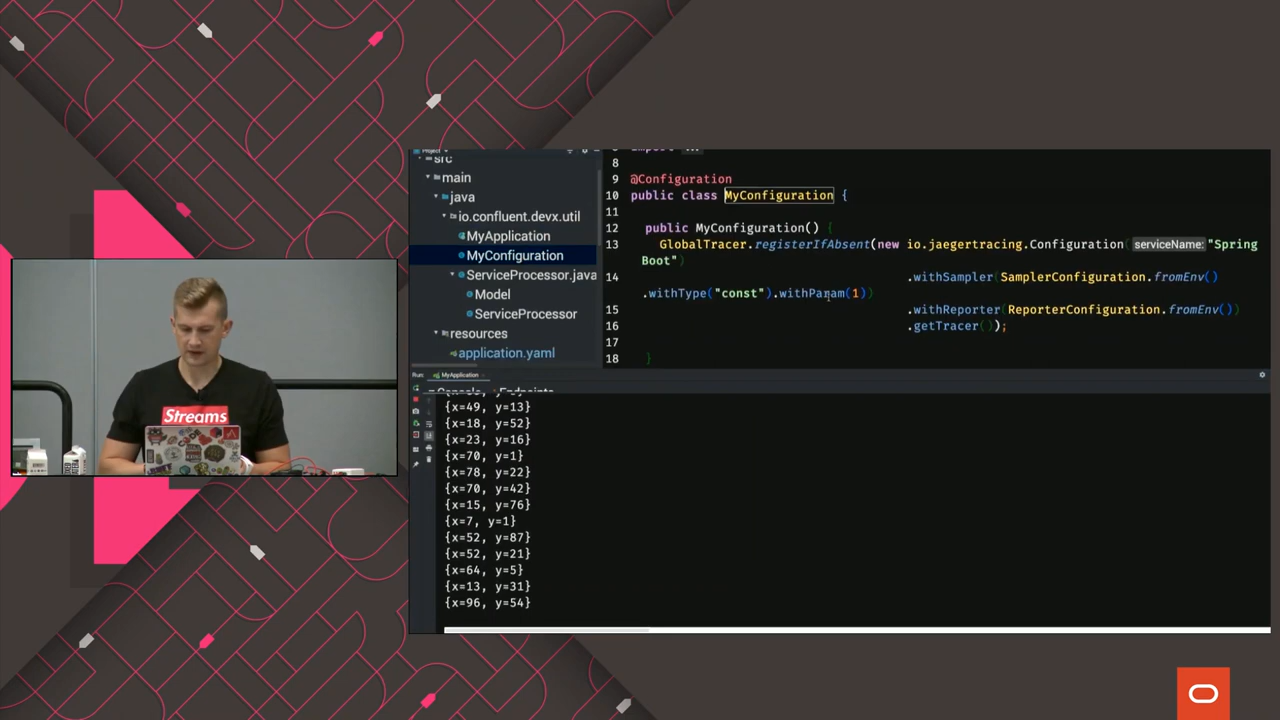 Project
src
main
java
io.confluent.devx.util
MyApplication
MyConfiguration
ServiceProcessor.java
Model
ServiceProcessor
resources
application.yaml
8
9 @Configuration
10 public class MyConfiguration {
11
12 public MyConfiguration() {
13 GlobalTracer.registerIfAbsent(new io.jaegertracing.Configuration( serviceName: "Spring
Boot")
14 .withSampler(SamplerConfiguration.fromEnv()
.withType("const").withParam(1))
15 .withReporter(ReporterConfiguration.fromEnv())
16 .getTracer());
17
18 }
Run: MyApplication
Console Endpoints
{x=49, y=13}
{x=18, y=52}
{x=23, y=16}
{x=70, y=1}
{x=78, y=22}
{x=70, y=42}
{x=15, y=76}
{x=7, y=1}
{x=52, y=87}
{x=52, y=21}
{x=64, y=5}
{x=13, y=31}
{x=96, y=54}
Streams